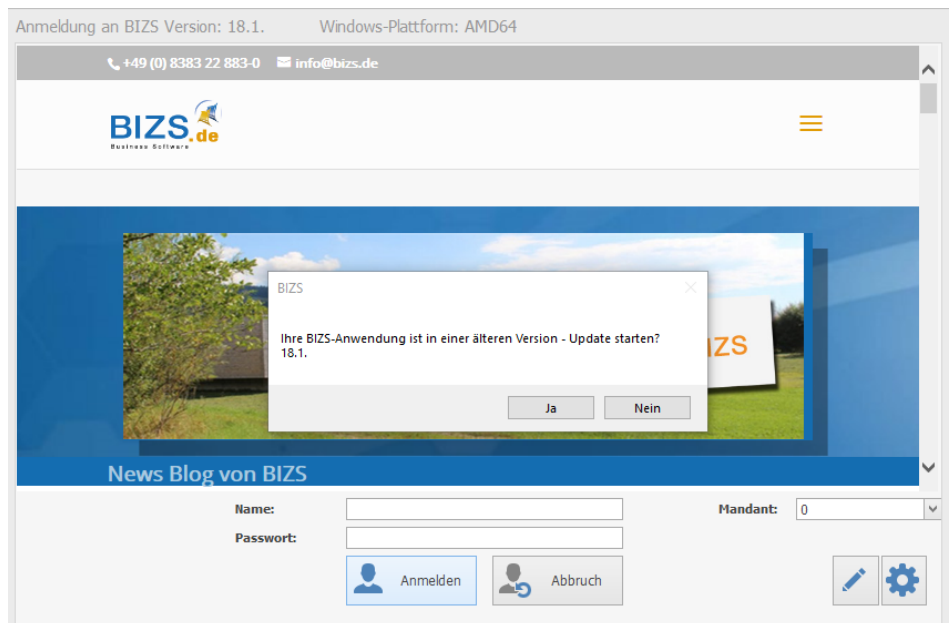 Anmeldung an BIZS Version: 18.1. Windows-Plattform: AMD64
+49 (0) 8383 22 883-0 info@bizs.de
BIZS.de
Business Software
BIZS
Ihre BIZS-Anwendung ist in einer älteren Version - Update starten?
18.1.
IZS
Ja Nein
News Blog von BIZS
Name: Mandant: 0
Passwort:
Anmelden Abbruch